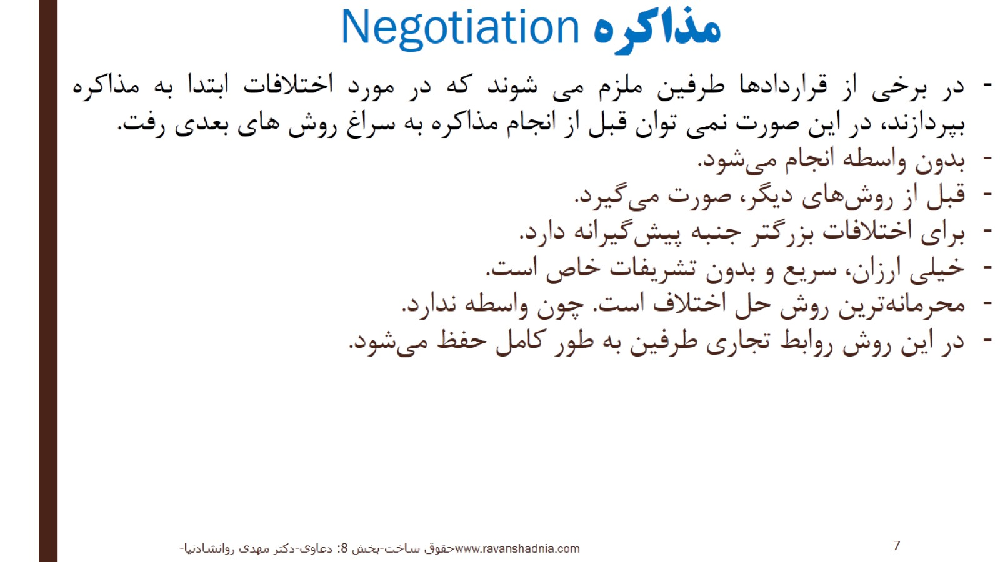 مذاکره Negotiation
- در برخی از قراردادها طرفین ملزم می شوند که در مورد اختلافات ابتدا به مذاکره
بپردازند، در این صورت نمی توان قبل از انجام مذاکره به سراغ روش های بعدی رفت.
- بدون واسطه انجام می‌شود.
- قبل از روش‌های دیگر، صورت می‌گیرد.
- برای اختلافات بزرگتر جنبه پیش‌گیرانه دارد.
- خیلی ارزان، سریع و بدون تشریفات خاص است.
- محرمانه‌ترین روش حل اختلاف است. چون واسطه ندارد.
- در این روش روابط تجاری طرفین به طور کامل حفظ می‌شود.
7
www.ravanshadnia.comحقوق ساخت-بخش 8: دعاوی-دکتر مهدی روانشادنیا-